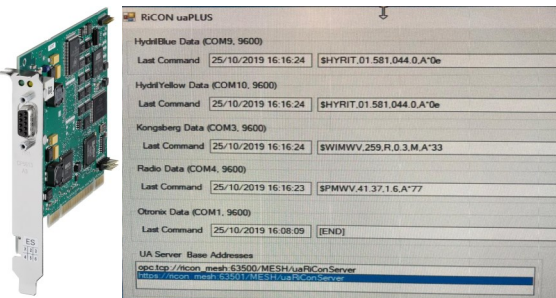 RiCON uaPLUS
HydrilBlue Data (COM9, 9600)
Last Command 25/10/2019 16:16:24 $HYRIT,01.581,044.0,A*0e
HydrilYellow Data (COM10, 9600)
Last Command 25/10/2019 16:16:24 $HYRIT,01.581,044.0,A*0e
Kongsberg Data (COM3, 9600)
Last Command 25/10/2019 16:16:24 $WIMWV,259,R,0.3,M,A*33
Radio Data (COM4, 9600)
Last Command 25/10/2019 16:16:23 $PMWV,41.37,1.6,A*77
Otronix Data (COM1, 9600)
Last Command 25/10/2019 16:08:09 [END]
UA Server Base Addresses
opc.tcp://ricon_mesh:63500/MESH/uaRiConServer
https://ricon_mesh:63501/MESH/uaRiConServer
ES